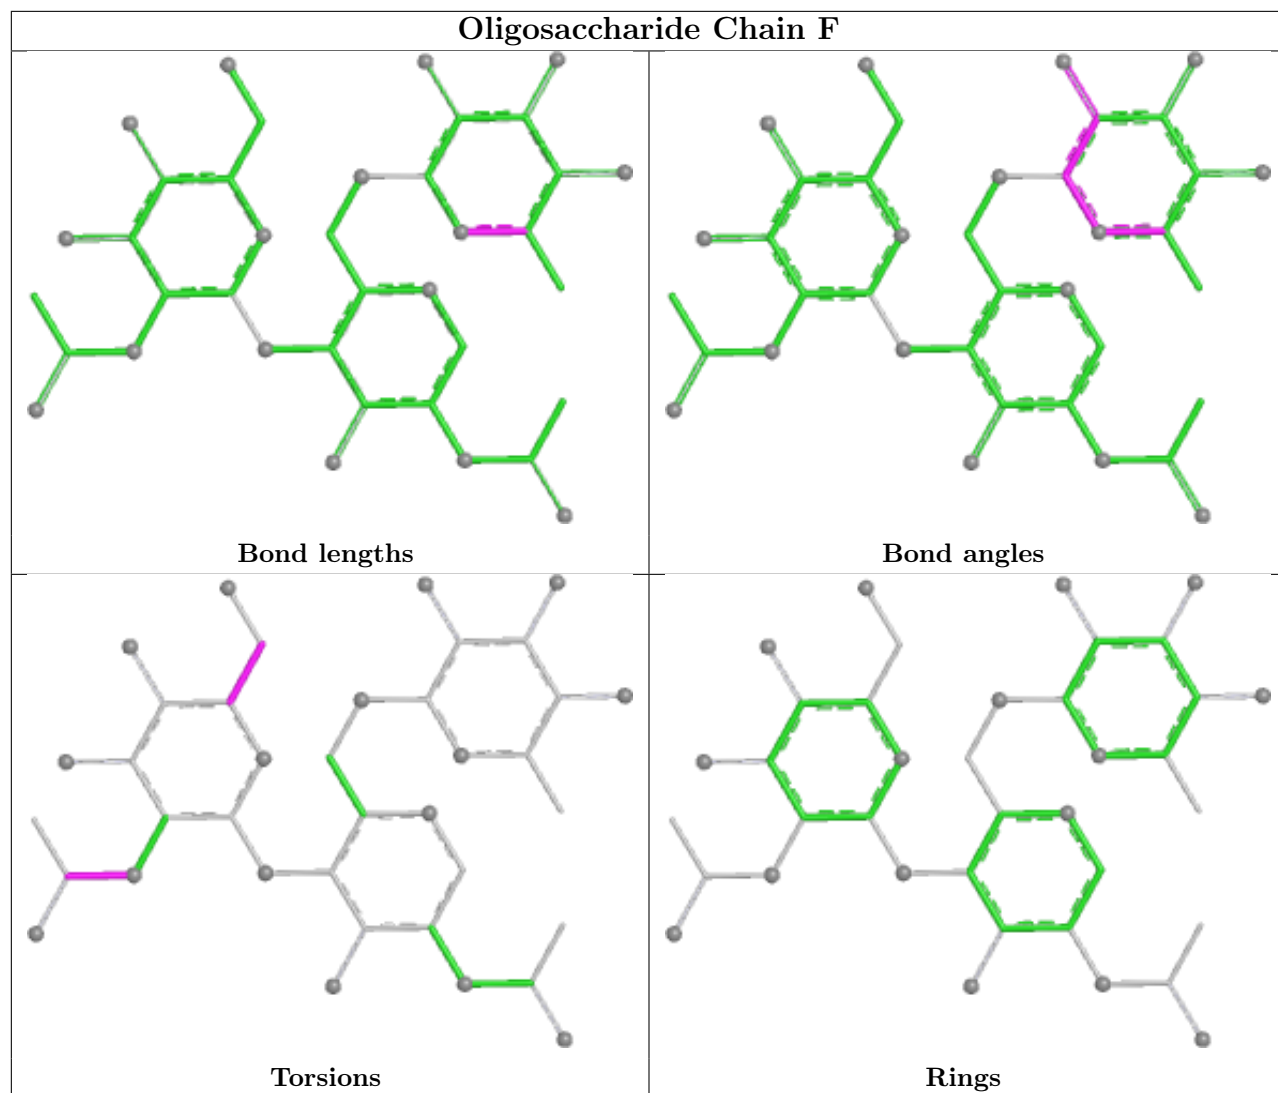 Oligosaccharide Chain F
Bond lengths
Bond angles
Torsions
Rings